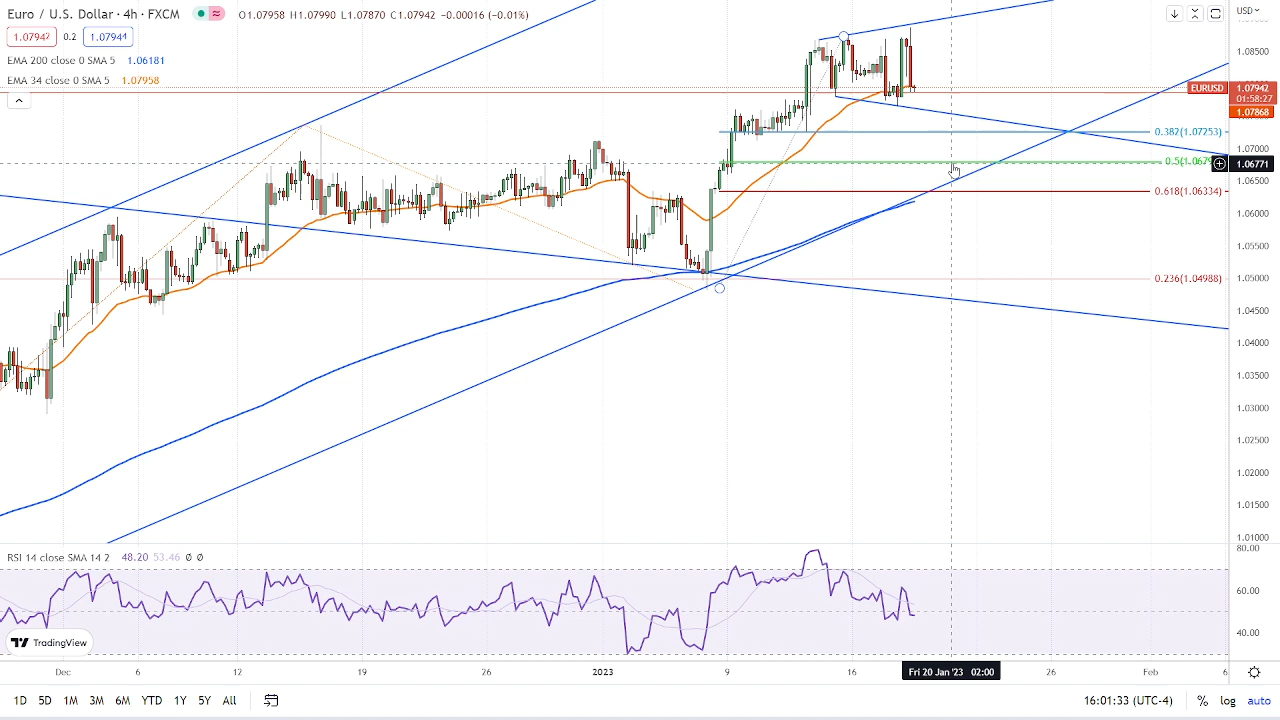 Euro / U.S. Dollar · 4h · FXCM
O1.07958 H1.07990 L1.07870 C1.07942 −0.00016 (−0.01%)
USD
1.07942
0.2
1.07944
EMA 200 close 0 SMA 5 1.06181
EMA 34 close 0 SMA 5 1.07958
1.08500
EURUSD
1.07942
01:58:27
1.07868
0.382(1.07253)
1.07000
1.06771
1.06500
0.618(1.06334)
1.06000
1.05500
0.236(1.04988)
1.05000
1.04500
1.04000
1.03500
1.03000
1.02500
1.02000
1.01500
1.01000
RSI 14 close SMA 14 2 48.20 53.46 Ø Ø
80.00
60.00
40.00
TradingView
Dec
6
13
19
26
2023
9
16
Fri 20 Jan '23 02:00
26
Feb
6
1D 5D 1M 3M 6M YTD 1Y 5Y All
16:01:33 (UTC-4)
% log auto